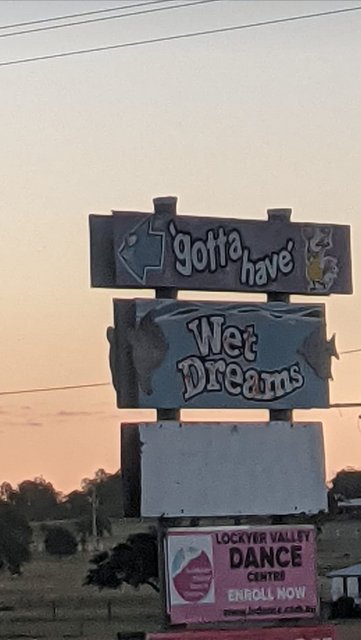 'gotta have'
Wet
Dreams
LOCKYER VALLEY
DANCE
CENTRE
ENROLL NOW